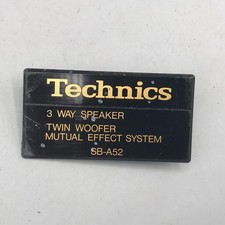 Technics
3 WAY SPEAKER
TWIN WOOFER
MUTUAL EFFECT SYSTEM
SB-A52